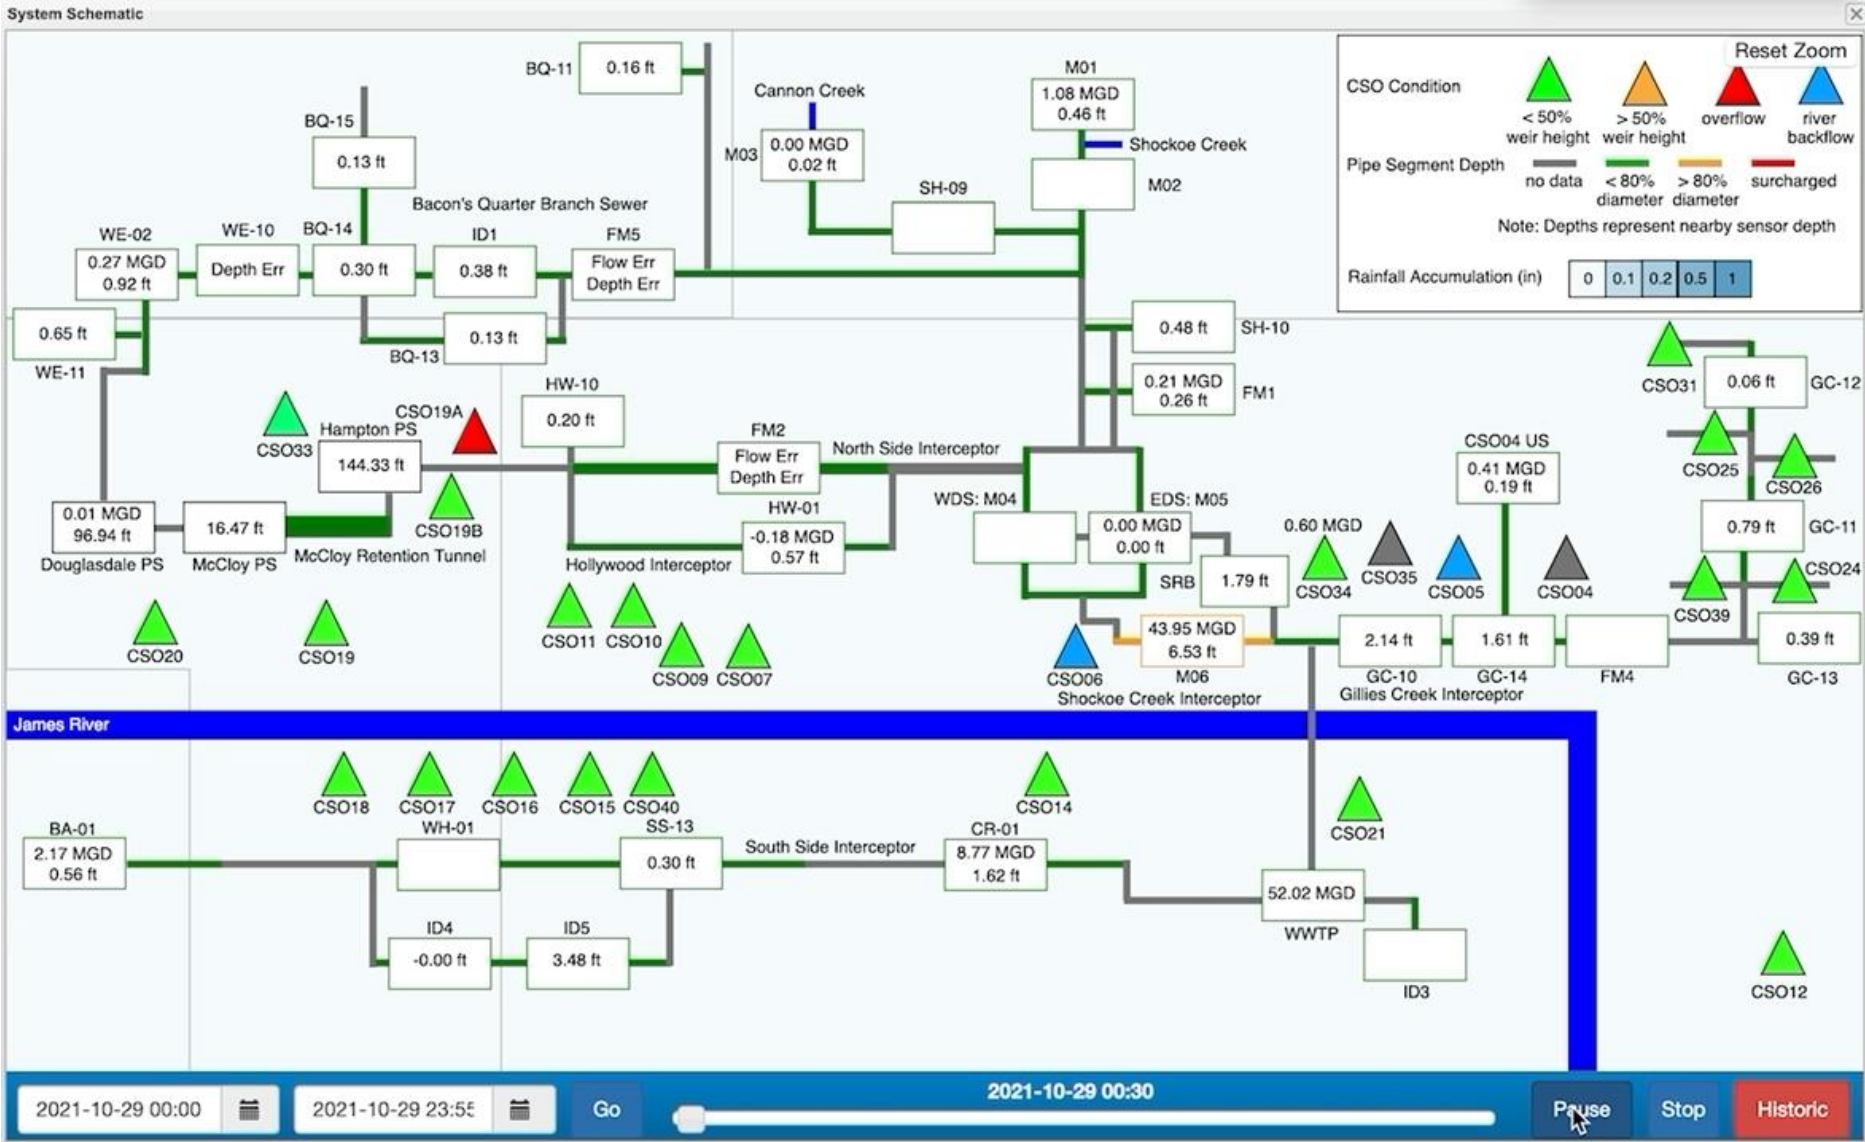 System Schematic
Reset Zoom
CSO Condition
< 50%
weir height
> 50%
weir height
overflow
river
backflow
Pipe Segment Depth
no data
< 80%
diameter
> 80%
diameter
surcharged
Note: Depths represent nearby sensor depth
Rainfall Accumulation (in)
0
0.1
0.2
0.5
1
BQ-11
0.16 ft
Cannon Creek
M03
0.00 MGD
0.02 ft
M01
1.08 MGD
0.46 ft
Shockoe Creek
M02
SH-09
BQ-15
0.13 ft
Bacon's Quarter Branch Sewer
WE-02
0.27 MGD
0.92 ft
WE-10
Depth Err
BQ-14
0.30 ft
ID1
0.38 ft
FM5
Flow Err
Depth Err
0.65 ft
WE-11
BQ-13
0.13 ft
0.48 ft
SH-10
0.21 MGD
0.26 ft
FM1
CSO31
0.06 ft
GC-12
CSO25
CSO26
0.79 ft
GC-11
CSO24
CSO39
0.39 ft
GC-13
CSO33
Hampton PS
144.33 ft
CSO19A
CSO19B
HW-10
0.20 ft
FM2
Flow Err
Depth Err
North Side Interceptor
HW-01
-0.18 MGD
0.57 ft
Hollywood Interceptor
0.01 MGD
96.94 ft
Douglasdale PS
16.47 ft
McCloy PS
McCloy Retention Tunnel
WDS: M04
EDS: M05
0.00 MGD
0.00 ft
SRB
1.79 ft
0.60 MGD
CSO34
CSO35
CSO05
CSO04
CSO04 US
0.41 MGD
0.19 ft
CSO20
CSO19
CSO11
CSO10
CSO09
CSO07
CSO06
43.95 MGD
6.53 ft
M06
Shockoe Creek Interceptor
2.14 ft
GC-10
1.61 ft
GC-14
FM4
Gillies Creek Interceptor
James River
CSO18
CSO17
CSO16
CSO15
CSO40
CSO14
CSO21
BA-01
2.17 MGD
0.56 ft
WH-01
SS-13
0.30 ft
South Side Interceptor
CR-01
8.77 MGD
1.62 ft
52.02 MGD
WWTP
ID4
-0.00 ft
ID5
3.48 ft
ID3
CSO12
2021-10-29 00:00
2021-10-29 23:55
Go
2021-10-29 00:30
Pause
Stop
Historic